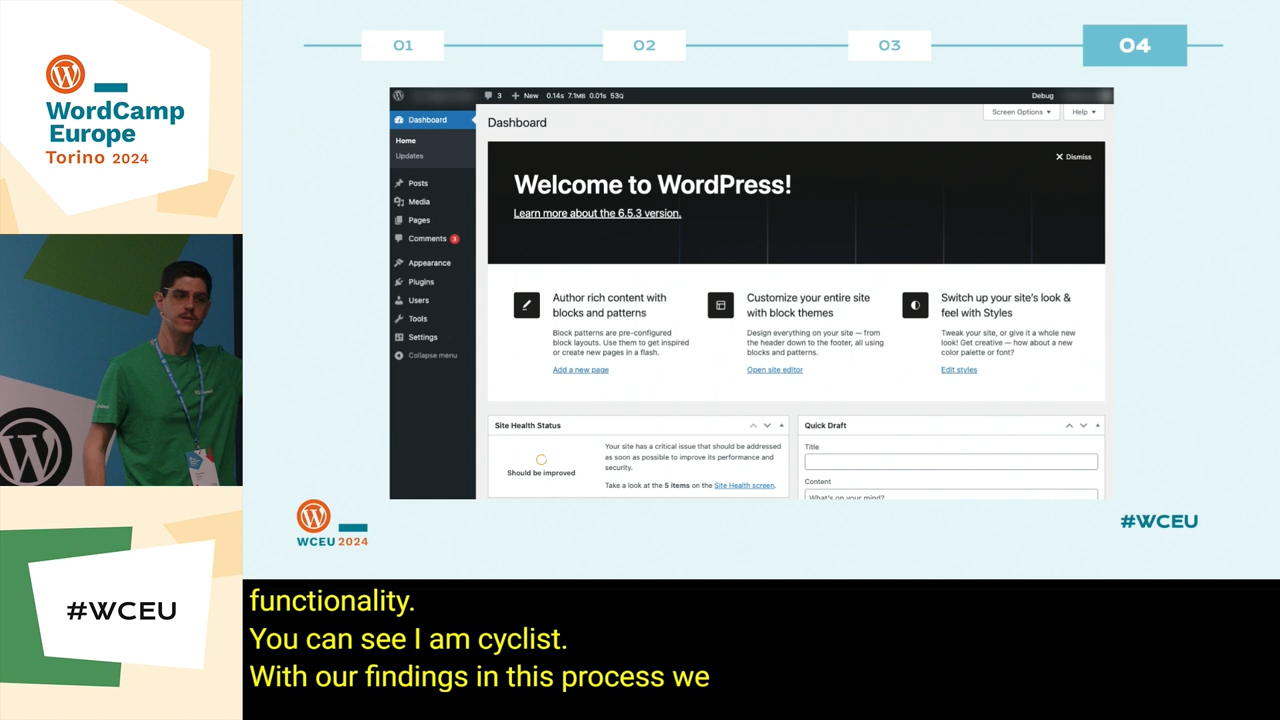 WordCamp
Europe
Torino 2024
#WCEU
01
02
03
04
3
New
0.14s 7.1MB 0.01s 53Q
Debug
Dashboard
Home
Updates
Posts
Media
Pages
Comments 3
Appearance
Plugins
Users
Tools
Settings
Collapse menu
Dashboard
Screen Options
Help
Dismiss
Welcome to WordPress!
Learn more about the 6.5.3 version.
Author rich content with
blocks and patterns
Block patterns are pre-configured
block layouts. Use them to get inspired
or create new pages in a flash.
Add a new page
Customize your entire site
with block themes
Design everything on your site — from
the header down to the footer, all using
blocks and patterns.
Open site editor
Switch up your site's look &
feel with Styles
Tweak your site, or give it a whole new
look! Get creative — how about a new
color palette or font?
Edit styles
Site Health Status
Should be improved
Your site has a critical issue that should be addressed
as soon as possible to improve its performance and
security.
Take a look at the 5 items on the Site Health screen.
Quick Draft
Title
Content
What's on your mind?
WCEU 2024
#WCEU
functionality.
You can see I am cyclist.
With our findings in this process we